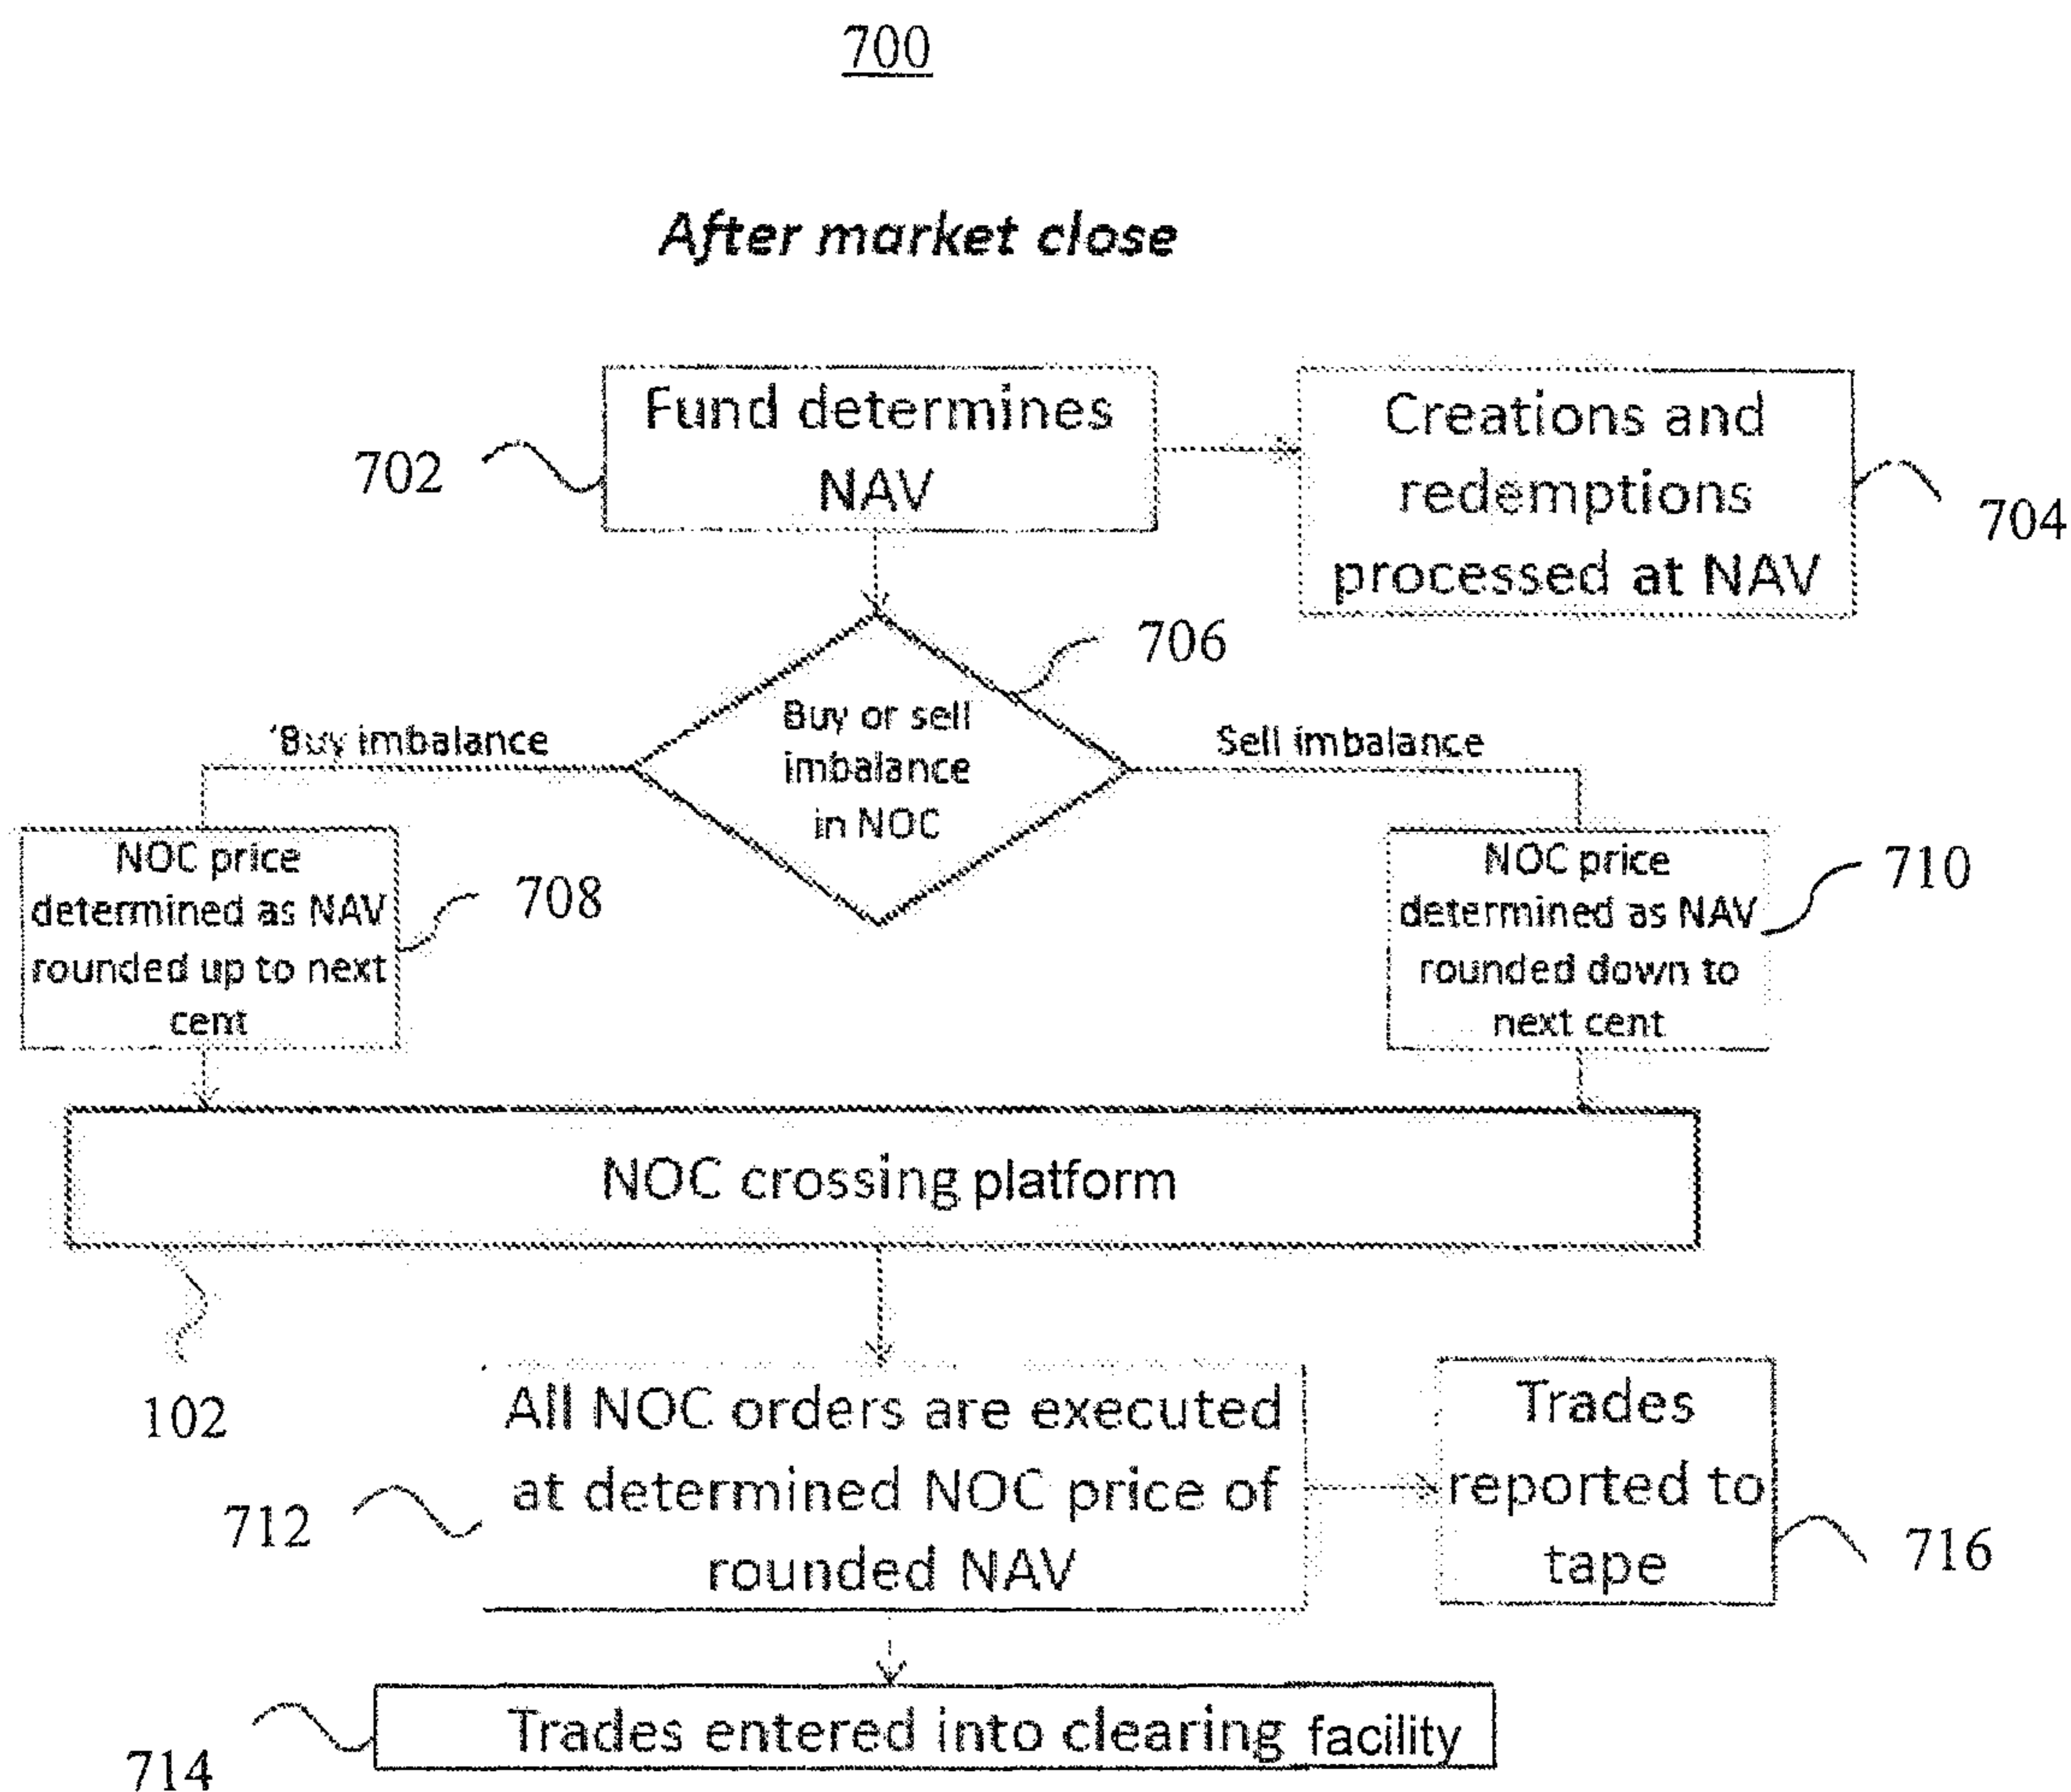 700
After market close
Fund determines
NAV
702
Creations and
redemptions
processed at NAV
704
706
Buy or sell
imbalance
in NOC
'Buy imbalance
Sell imbalance
NOC price
determined as NAV
rounded up to next
cent
708
NOC price
determined as NAV
rounded down to
next cent
710
NOC crossing platform
102
All NOC orders are executed
at determined NOC price of
rounded NAV
712
Trades
reported to
tape
716
Trades entered into clearing facility
714